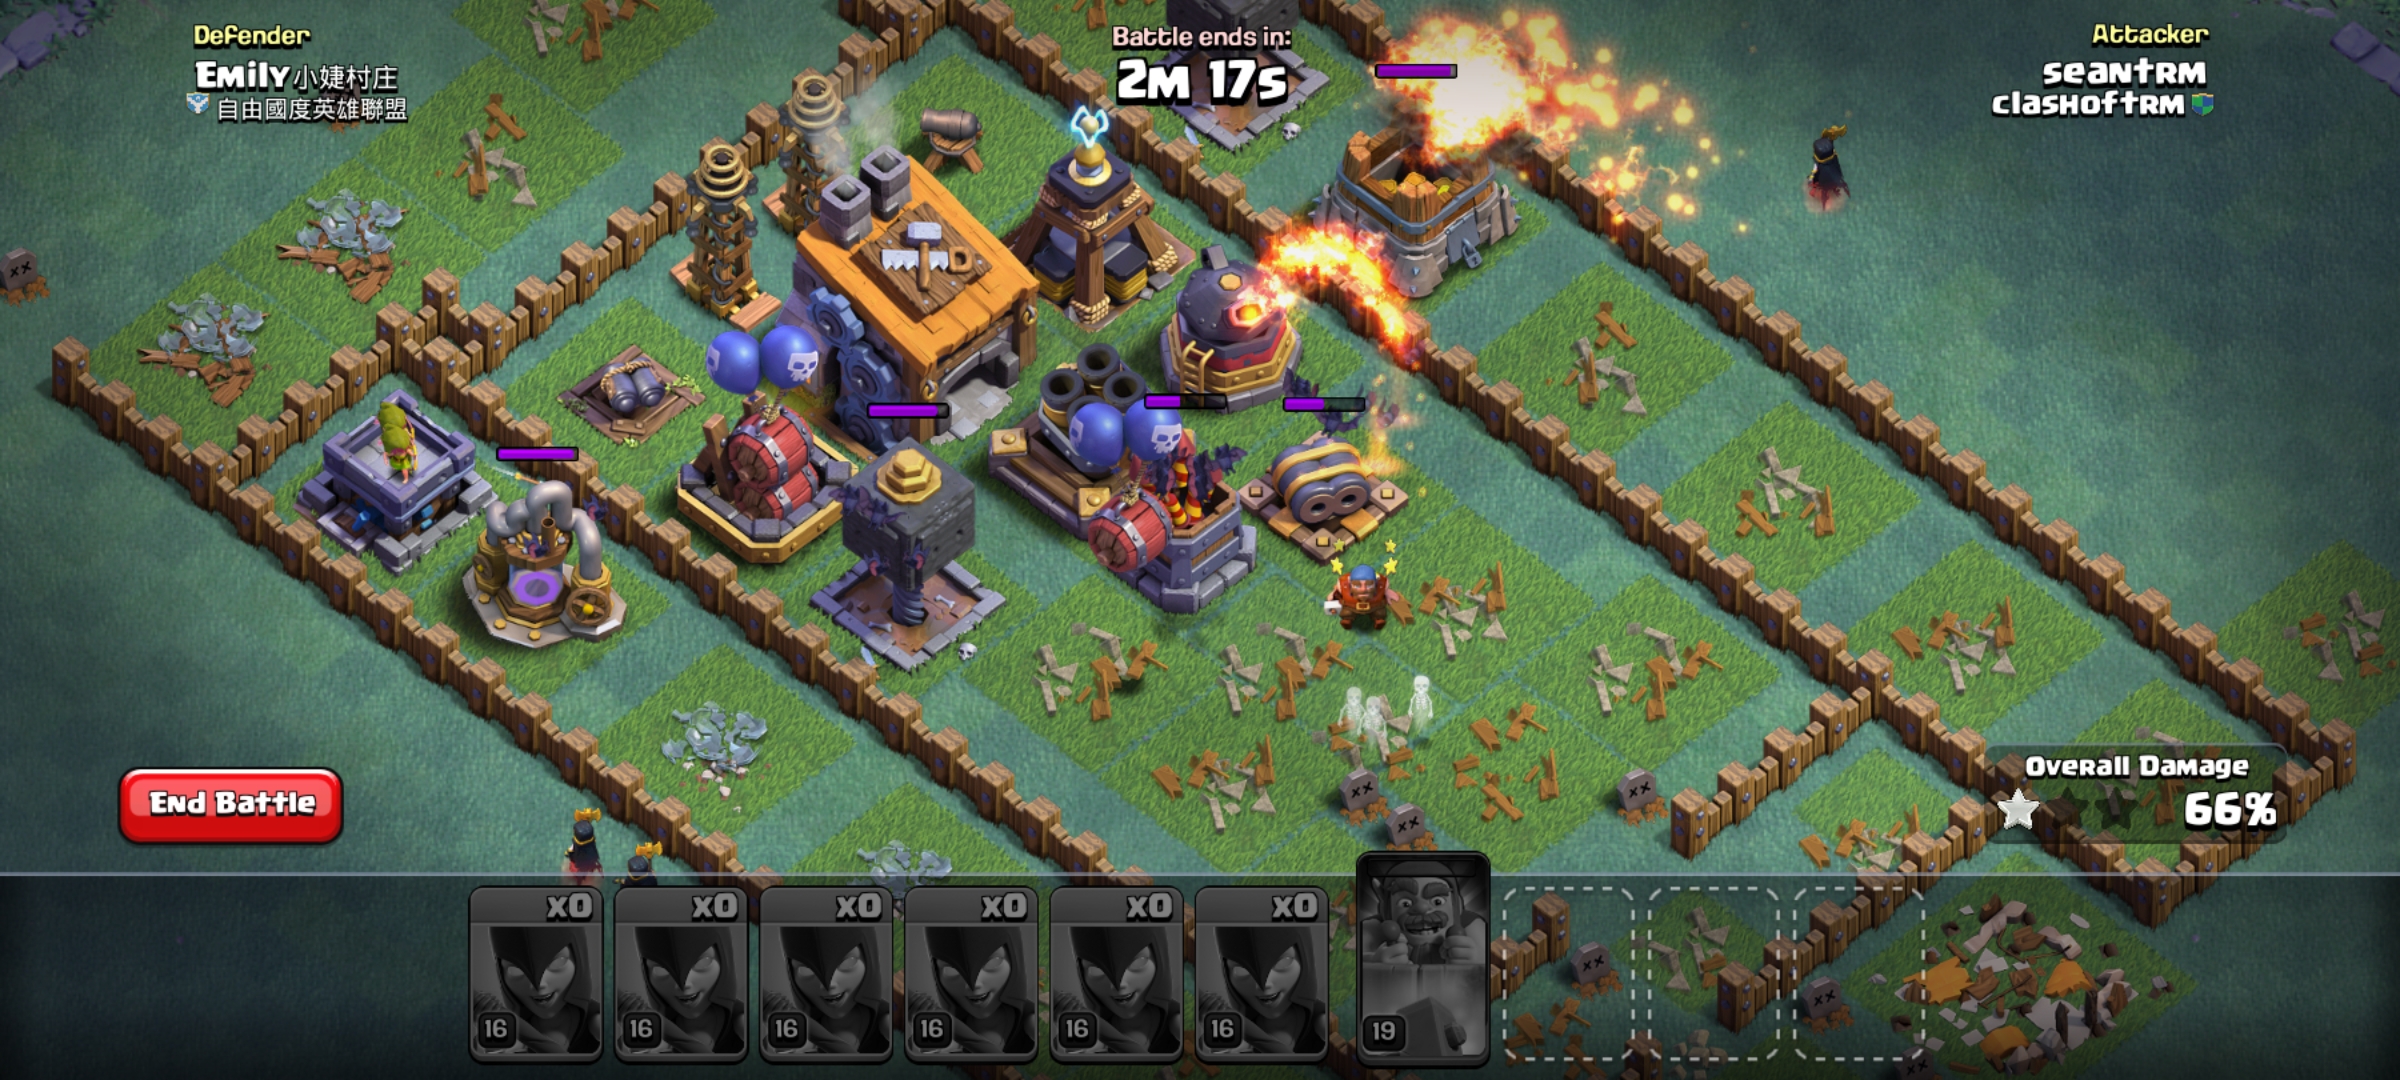 Defender
Emily小婕村庄
自由國度英雄聯盟
Battle ends in:
2M 17s
Attacker
seantRM
clashoftRM
End Battle
Overall Damage
66%
x0
x0
x0
x0
x0
x0
16
16
16
16
16
16
19